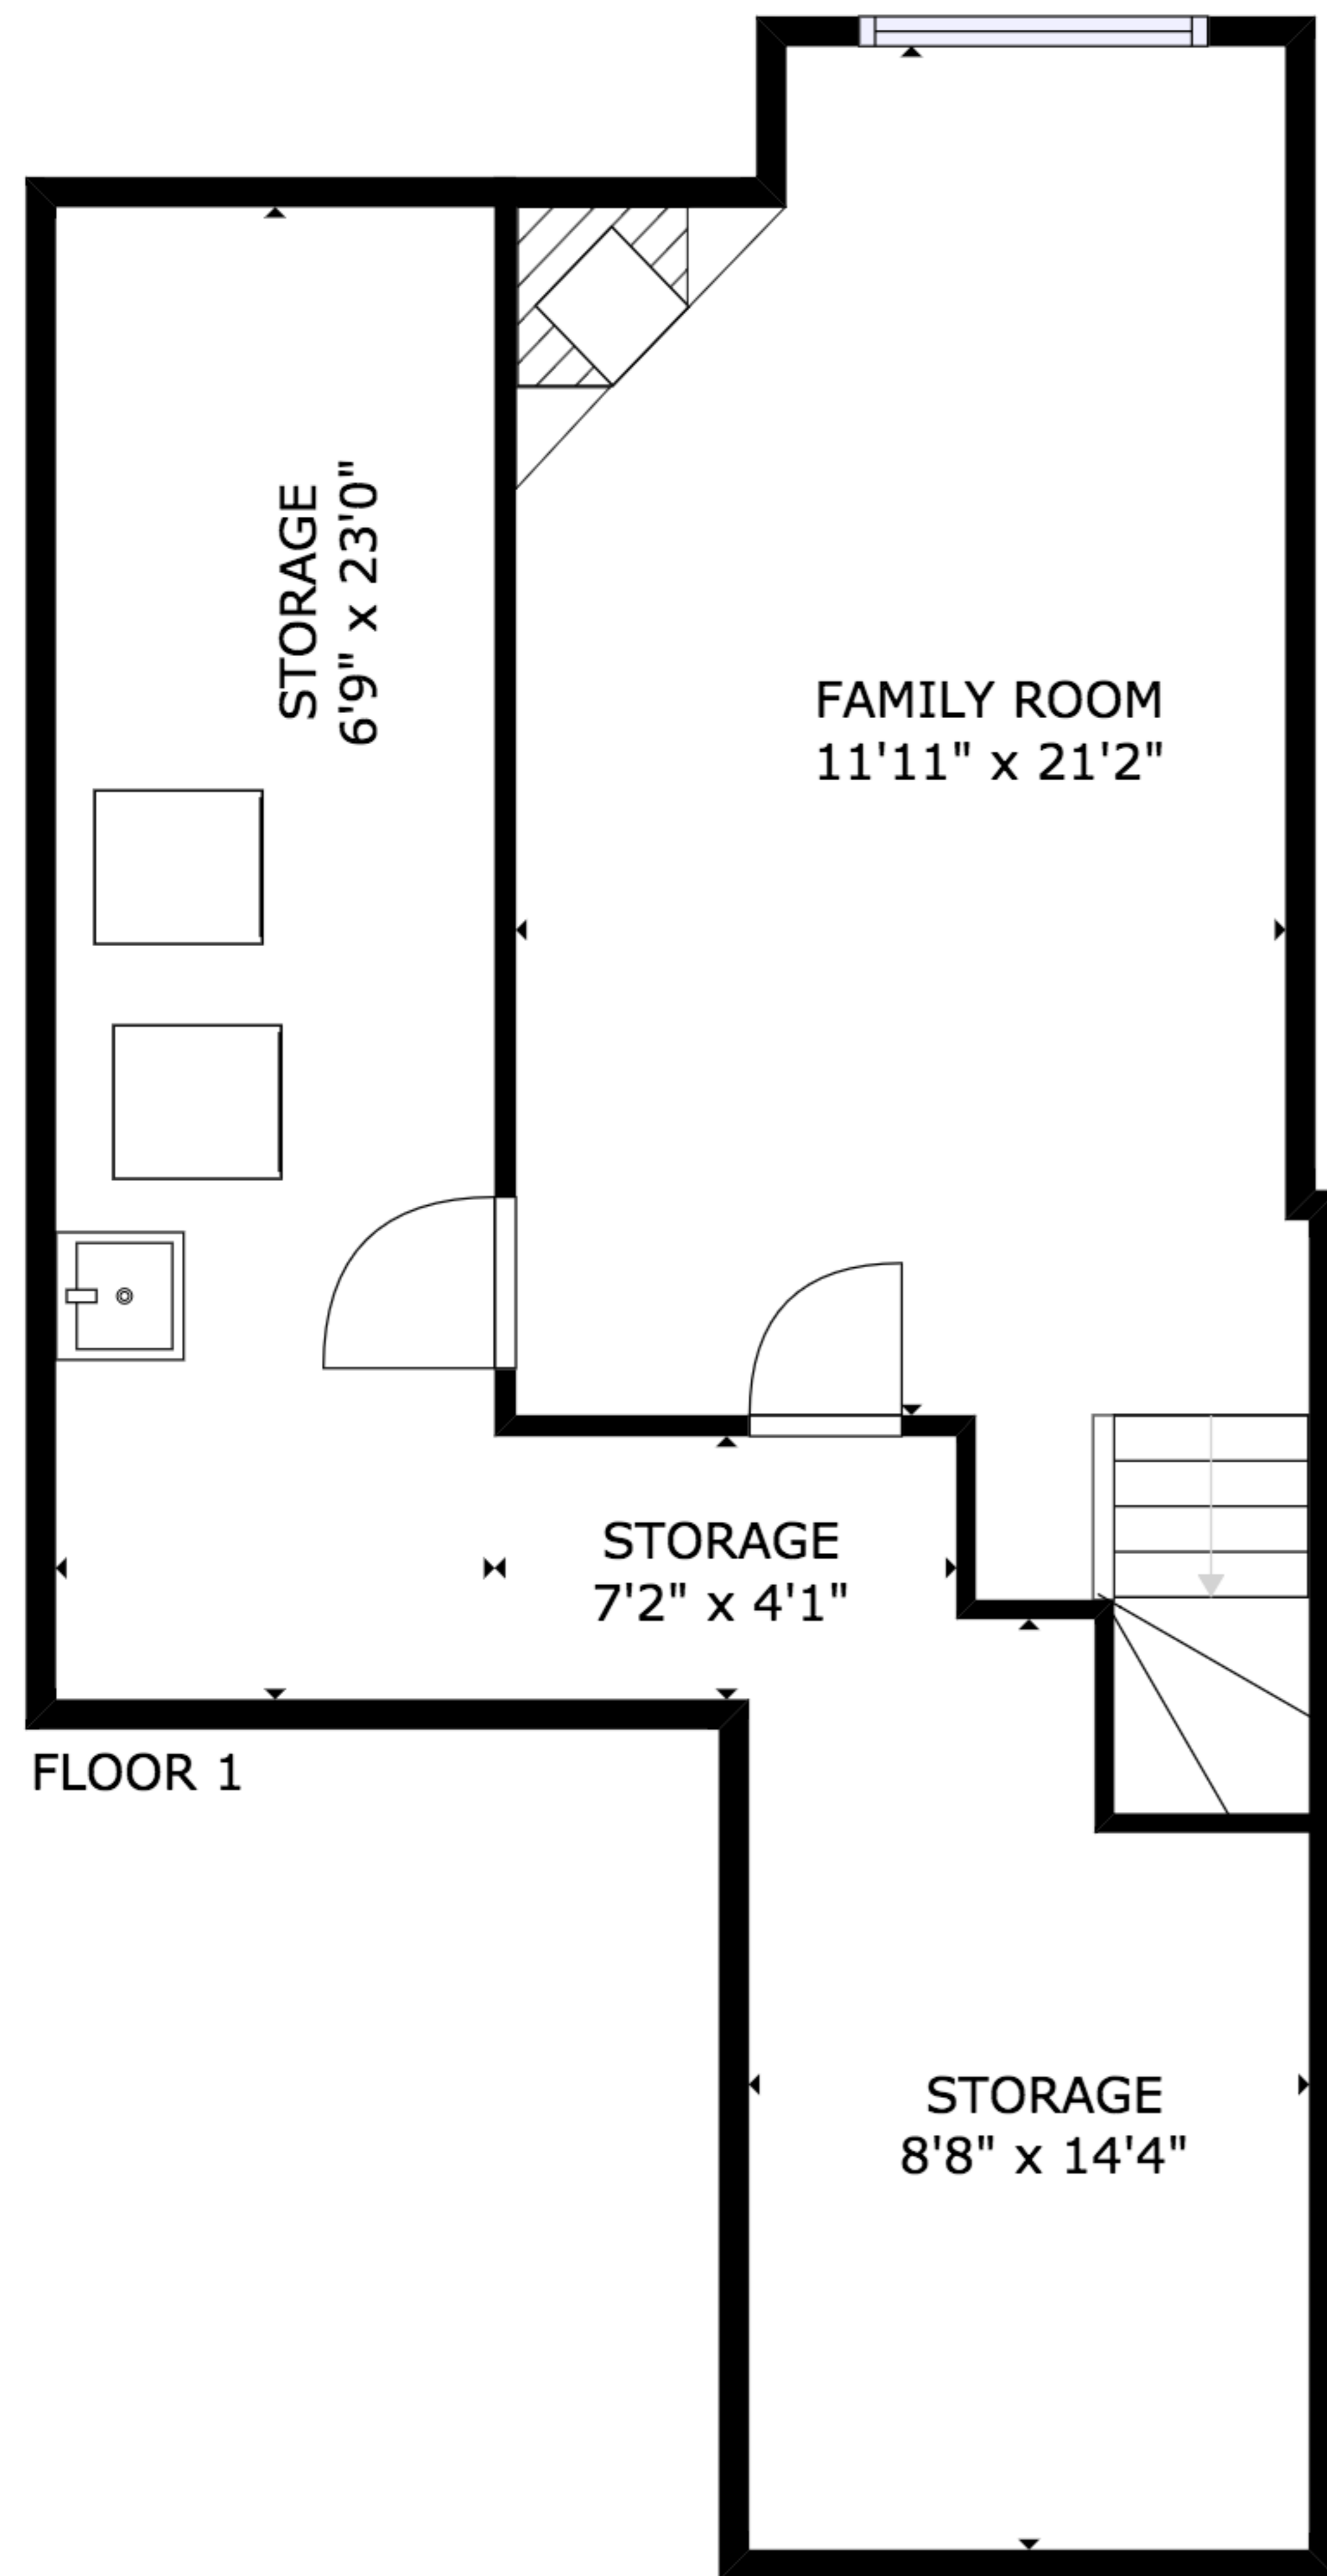 STORAGE
6'9" x 23'0"
FAMILY ROOM
11'11" x 21'2"
STORAGE
7'2" x 4'1"
FLOOR 1
STORAGE
8'8" x 14'4"